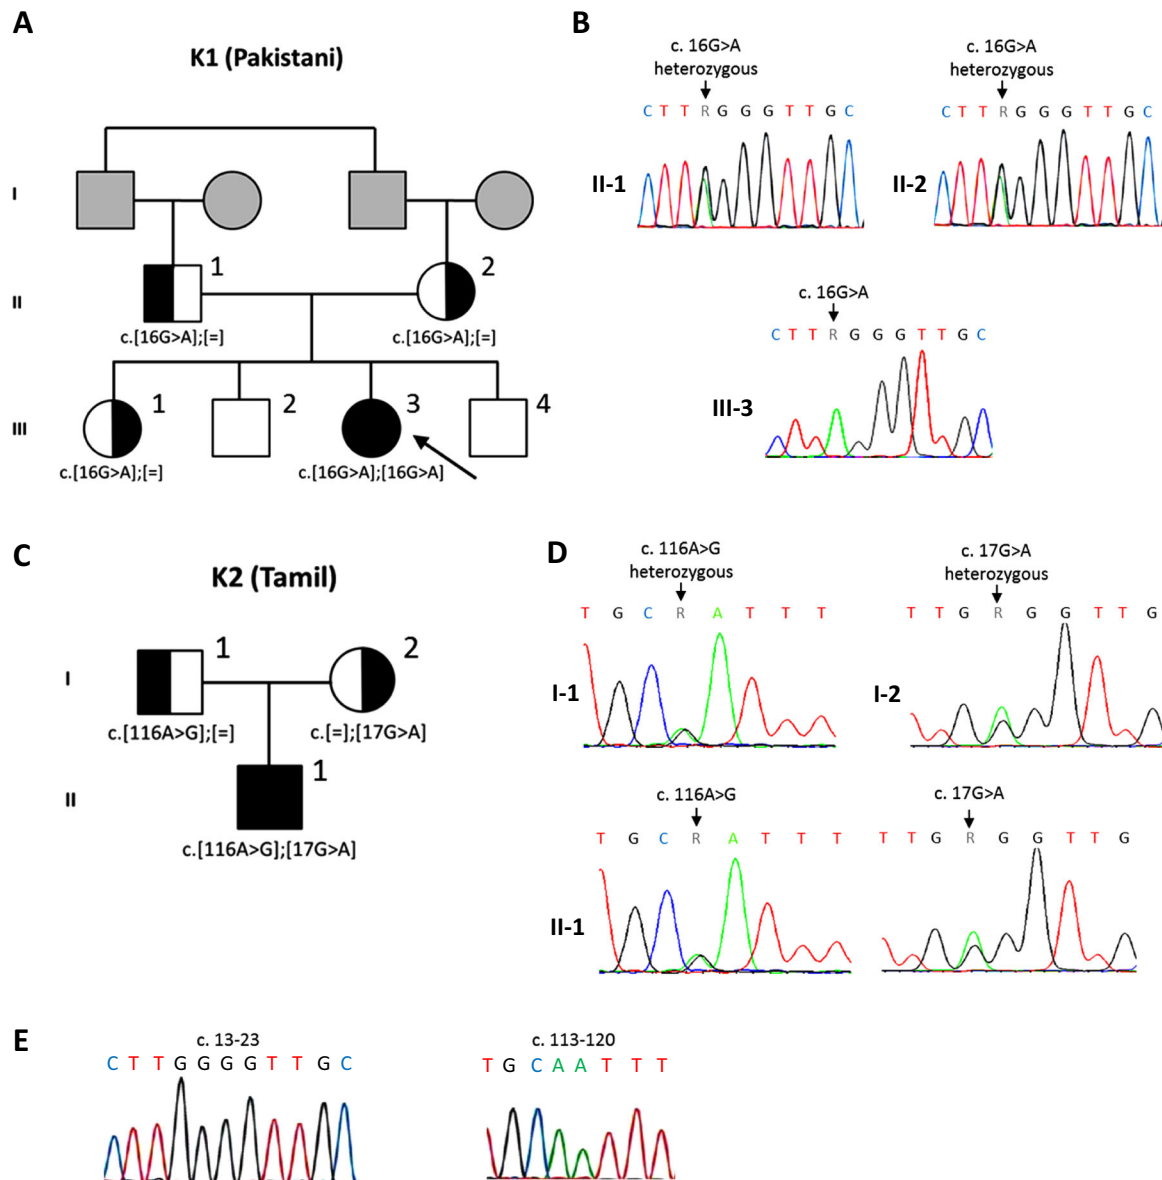 A
K1 (Pakistani)
I
1
2
II
c.[16G>A];[=]
c.[16G>A];[=]
1
2
3
4
III
c.[16G>A];[=]
c.[16G>A];[16G>A]
B
c. 16G>A
heterozygous
C T T R G G G T T G C
II-1
c. 16G>A
heterozygous
C T T R G G G T T G C
II-2
c. 16G>A
C T T R G G G T T G C
III-3
C
K2 (Tamil)
1
2
I
c.[116A>G];[=]
c.[=];[17G>A]
1
II
c.[116A>G];[17G>A]
D
c. 116A>G
heterozygous
T G C R A T T T
I-1
c. 17G>A
heterozygous
T T G R G G T T G
I-2
c. 116A>G
T G C R A T T T
II-1
c. 17G>A
T T G R G G T T G
E
c. 13-23
C T T G G G G T T G C
c. 113-120
T G C A A T T T